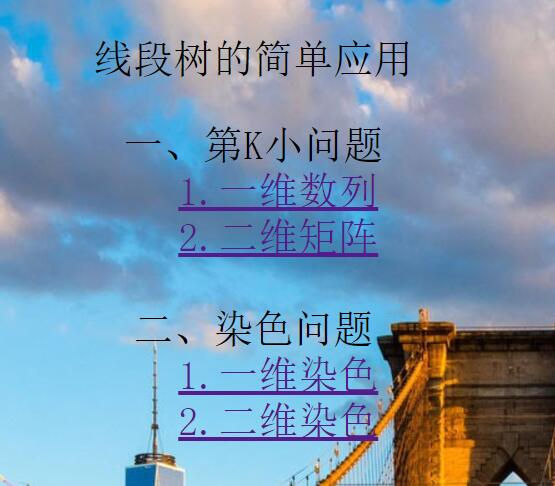 线段树的简单应用
一、第K小问题
1.一维数列
2.二维矩阵
二、染色问题
1.一维染色
2.二维染色